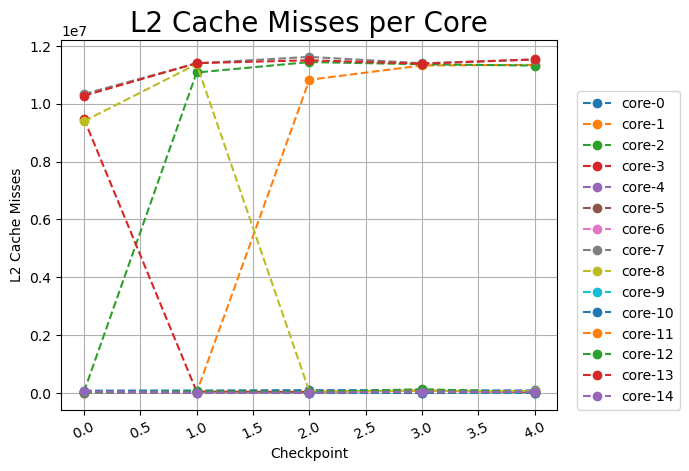 L2 Cache Misses per Core
1e7
1.2
1.0
0.8
0.6
0.4
0.2
0.0
L2 Cache Misses
0.0 0.5 1.0 1.5 2.0 2.5 3.0 3.5 4.0
Checkpoint
core-0
core-1
core-2
core-3
core-4
core-5
core-6
core-7
core-8
core-9
core-10
core-11
core-12
core-13
core-14